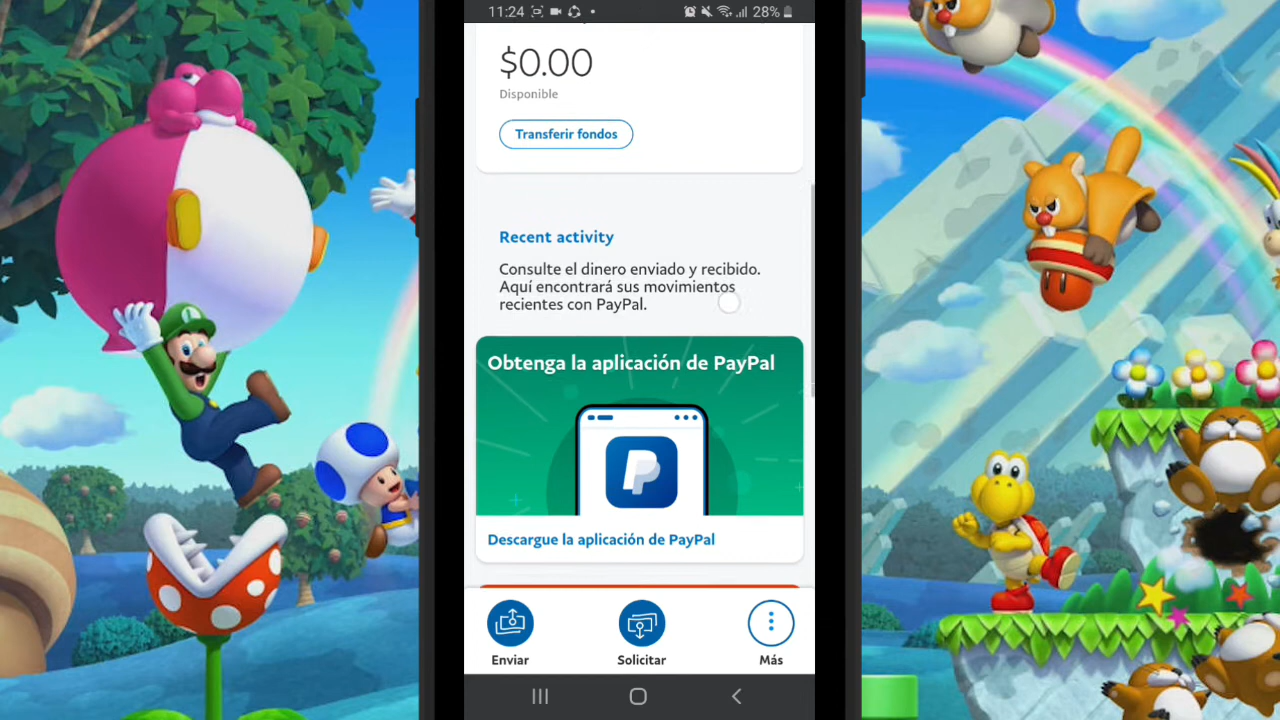 11:24
28%
$0.00
Disponible
Transferir fondos
Recent activity
Consulte el dinero enviado y recibido.
Aquí encontrará sus movimientos
recientes con PayPal.
Obtenga la aplicación de PayPal
Descargue la aplicación de PayPal
Enviar
Solicitar
Más